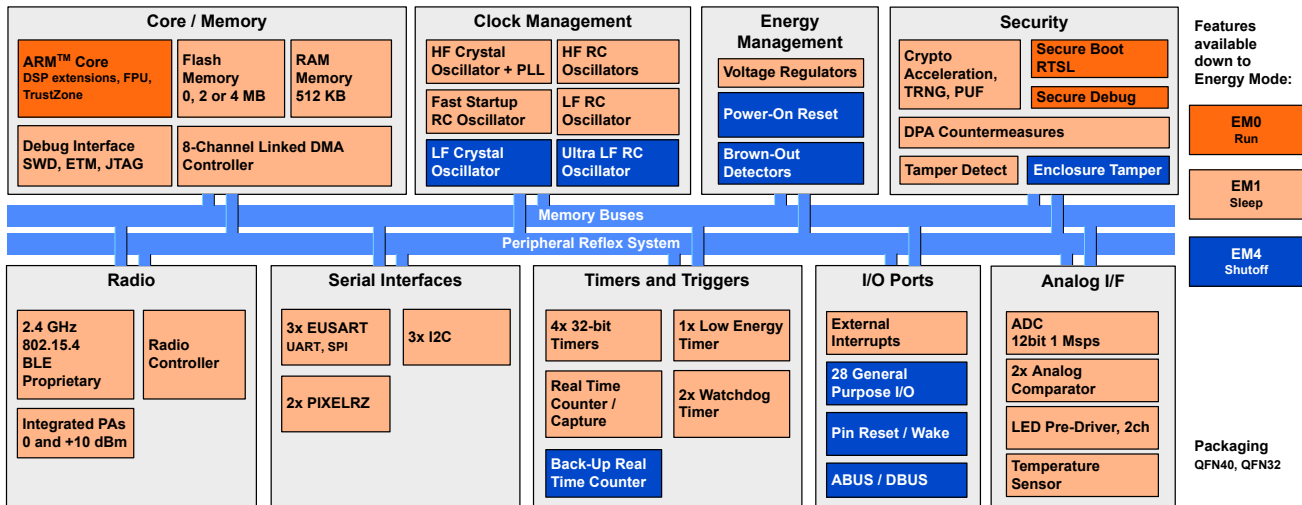 Core / Memory
ARM™ Core
DSP extensions, FPU,
TrustZone
Flash
Memory
0, 2 or 4 MB
RAM
Memory
512 KB
Debug Interface
SWD, ETM, JTAG
8-Channel Linked DMA
Controller
Clock Management
HF Crystal
Oscillator + PLL
HF RC
Oscillators
Fast Startup
RC Oscillator
LF RC
Oscillator
LF Crystal
Oscillator
Ultra LF RC
Oscillator
Energy
Management
Voltage Regulators
Power-On Reset
Brown-Out
Detectors
Security
Crypto
Acceleration,
TRNG, PUF
Secure Boot
RTSL
Secure Debug
DPA Countermeasures
Tamper Detect
Enclosure Tamper
Features
available
down to
Energy Mode:
EM0
Run
EM1
Sleep
EM4
Shutoff
Memory Buses
Peripheral Reflex System
Radio
2.4 GHz
802.15.4
BLE
Proprietary
Radio
Controller
Integrated PAs
0 and +10 dBm
Serial Interfaces
3x EUSART
UART, SPI
3x I2C
2x PIXELRZ
Timers and Triggers
4x 32-bit
Timers
1x Low Energy
Timer
Real Time
Counter /
Capture
2x Watchdog
Timer
Back-Up Real
Time Counter
I/O Ports
External
Interrupts
28 General
Purpose I/O
Pin Reset / Wake
ABUS / DBUS
Analog I/F
ADC
12bit 1 Msps
2x Analog
Comparator
LED Pre-Driver, 2ch
Temperature
Sensor
Packaging
QFN40, QFN32